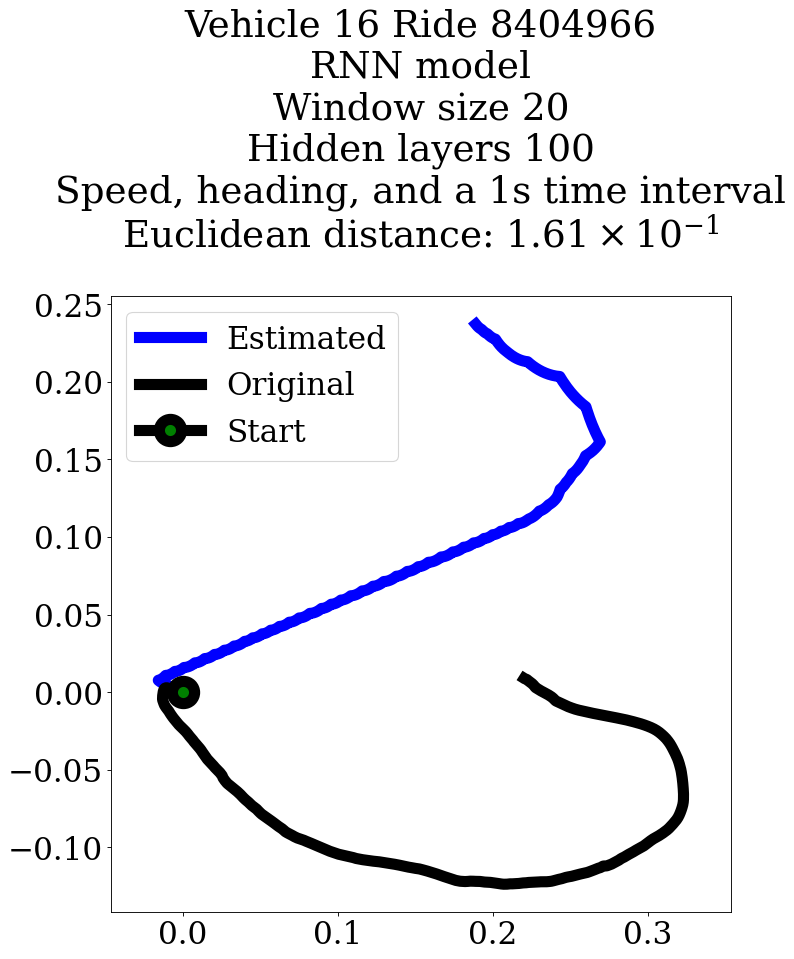 Vehicle 16 Ride 8404966
RNN model
Window size 20
Hidden layers 100
Speed, heading, and a 1s time interval
Euclidean distance: 1.61 × 10⁻¹
Estimated
Original
Start
0.25
0.20
0.15
0.10
0.05
0.00
−0.05
−0.10
0.0 0.1 0.2 0.3